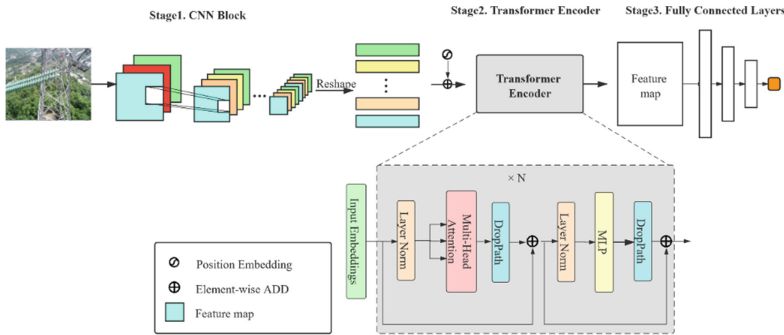 Stage1. CNN Block
Stage2. Transformer Encoder
Stage3. Fully Connected Layers
Reshape
Transformer
Encoder
Feature
map
× N
Input Embeddings
Layer Norm
Multi-Head
Attention
DropPath
Layer Norm
MLP
DropPath
Position Embedding
Element-wise ADD
Feature map